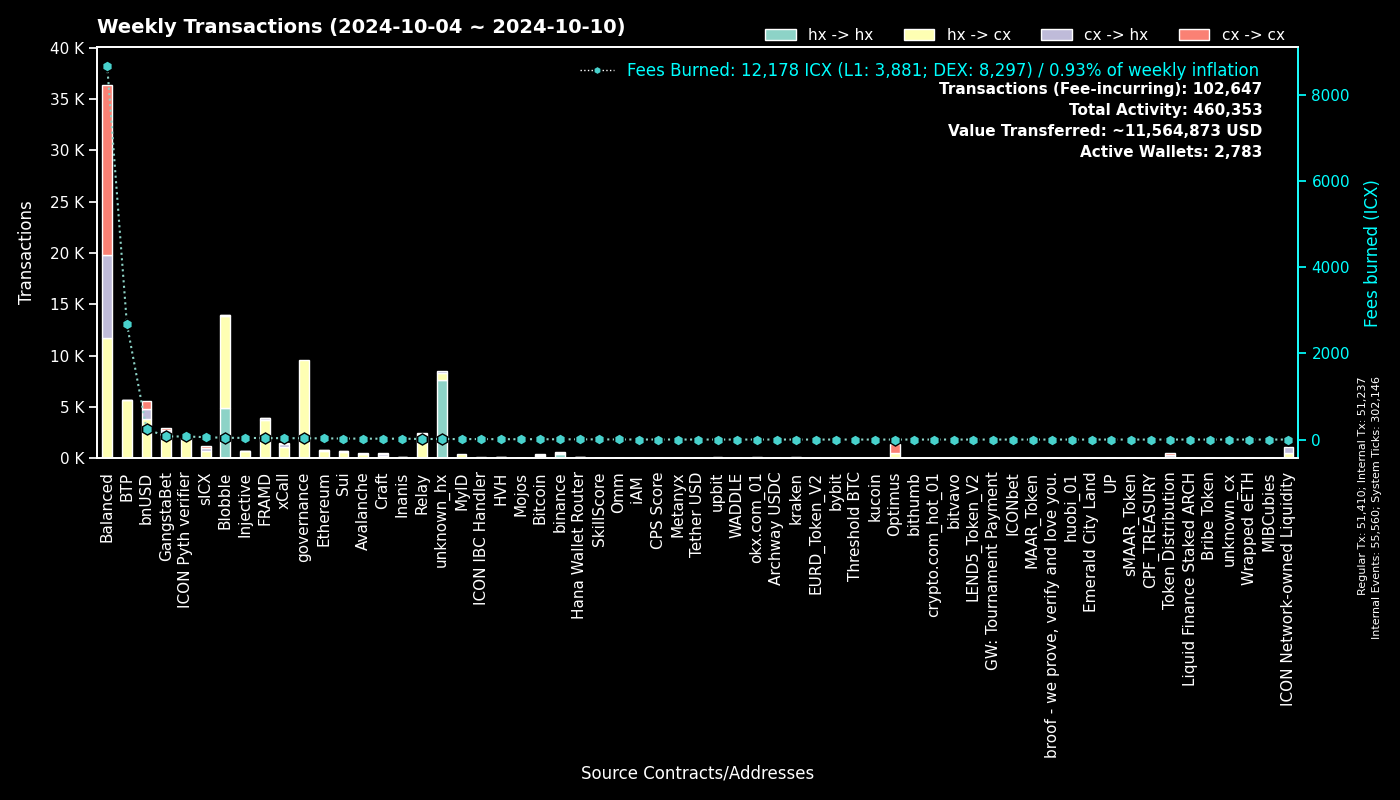 Weekly Transactions (2024-10-04 ~ 2024-10-10)
hx -> hx
hx -> cx
cx -> hx
cx -> cx
Fees Burned: 12,178 ICX (L1: 3,881; DEX: 8,297) / 0.93% of weekly inflation
Transactions (Fee-incurring): 102,647
Total Activity: 460,353
Value Transferred: ~11,564,873 USD
Active Wallets: 2,783
Transactions
40 K
35 K
30 K
25 K
20 K
15 K
10 K
5 K
0 K
8000
6000
4000
2000
0
Fees burned (ICX)
Regular Tx: 51,410; Internal Tx: 51,237
Internal Events: 55,560; System Ticks: 302,146
Balanced
BTP
bnUSD
GangstaBet
ICON Pyth verifier
sICX
Blobble
Injective
FRAMD
xCall
governance
Ethereum
Sui
Avalanche
Craft
Inanis
Relay
unknown_hx
MyID
ICON IBC Handler
HVH
Mojos
Bitcoin
binance
Hana Wallet Router
SkillScore
Omm
iAM
CPS Score
Metanyx
Tether USD
upbit
WADDLE
okx.com_01
Archway USDC
kraken
EURD_Token_V2
bybit
Threshold BTC
kucoin
Optimus
bithumb
crypto.com_hot_01
bitvavo
LEND5_Token_V2
GW: Tournament Payment
ICONbet
MAAR_Token
broof - we prove, verify and love you.
huobi_01
Emerald City Land
UP
sMAAR_Token
CPF_TREASURY
Token Distribution
Liquid Finance Staked ARCH
Bribe Token
unknown_cx
Wrapped eETH
MIBCubies
ICON Network-owned Liquidity
Source Contracts/Addresses